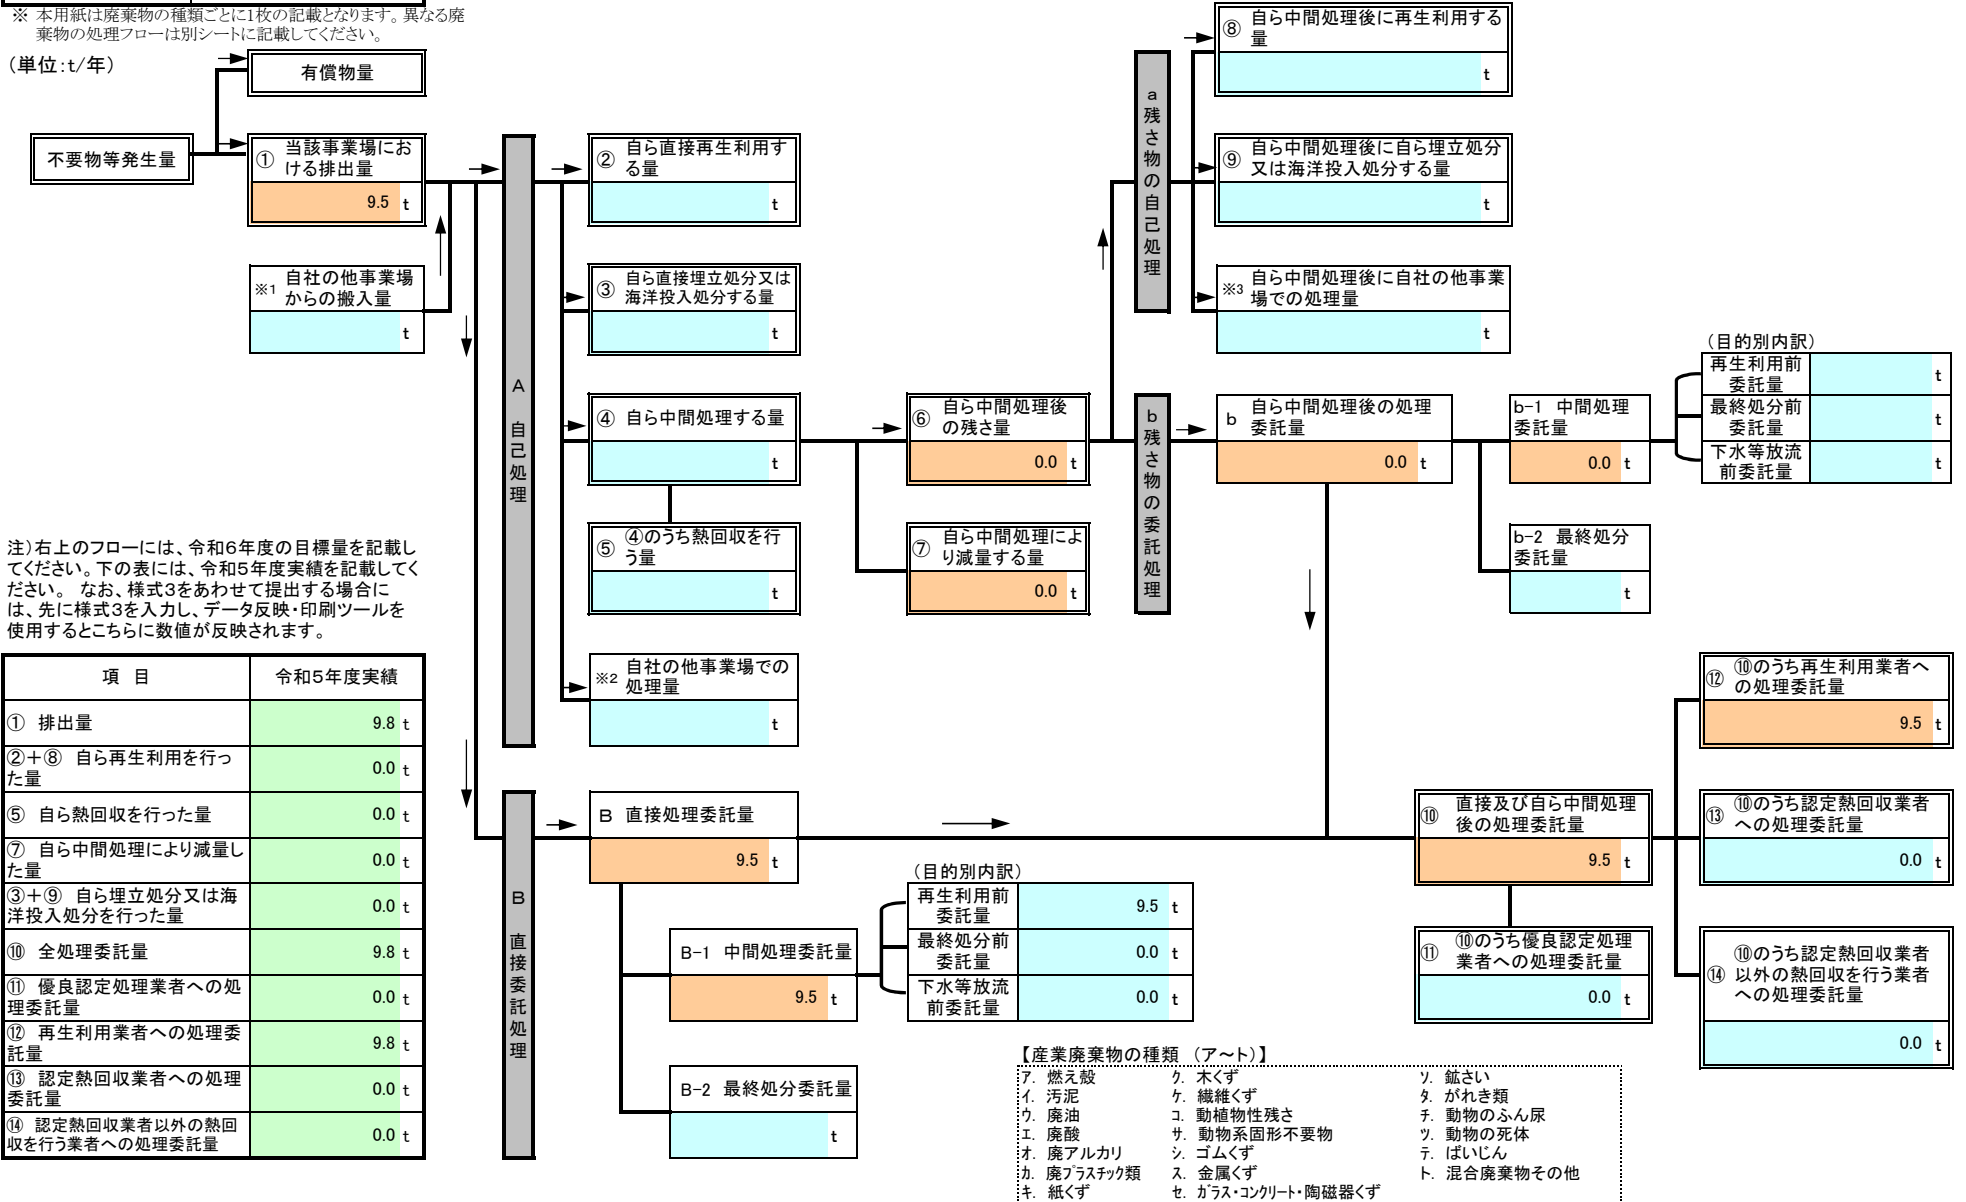 ※ 本用紙は廃棄物の種類ごとに1枚の記載となります。異なる廃
棄物の処理フローは別シートに記載してください。
(単位:t/年)
有償物量
不要物等発生量
① 当該事業場にお
ける排出量
9.5 t
※1 自社の他事業場
からの搬入量
t
A 自己処理
② 自ら直接再生利用す
る量
t
③ 自ら直接埋立処分又は
海洋投入処分する量
t
④ 自ら中間処理する量
t
⑤ ④のうち熱回収を行
う量
t
※2 自社の他事業場での
処理量
t
⑥ 自ら中間処理後
の残さ量
0.0 t
⑦ 自ら中間処理によ
り減量する量
0.0 t
a 残さ物の自己処理
⑧ 自ら中間処理後に再生利用する
量
t
⑨ 自ら中間処理後に自ら埋立処分
又は海洋投入処分する量
t
※3 自ら中間処理後に自社の他事業
場での処理量
t
b 残さ物の委託処理
b 自ら中間処理後の処理
委託量
0.0 t
b-1 中間処理
委託量
0.0 t
(目的別内訳)
再生利用前
委託量
t
最終処分前
委託量
t
下水等放流
前委託量
t
b-2 最終処分
委託量
t
注)右上のフローには、令和6年度の目標量を記載し
てください。下の表には、令和5年度実績を記載してく
ださい。 なお、様式3をあわせて提出する場合に
は、先に様式3を入力し、データ反映・印刷ツールを
使用するとこちらに数値が反映されます。
項 目 令和5年度実績
① 排出量 9.8 t
②+⑧ 自ら再生利用を行っ
た量 0.0 t
⑤ 自ら熱回収を行った量 0.0 t
⑦ 自ら中間処理により減量し
た量 0.0 t
③+⑨ 自ら埋立処分又は海
洋投入処分を行った量 0.0 t
⑩ 全処理委託量 9.8 t
⑪ 優良認定処理業者への処
理委託量 0.0 t
⑫ 再生利用業者への処理委
託量 9.8 t
⑬ 認定熱回収業者への処理
委託量 0.0 t
⑭ 認定熱回収業者以外の熱回
収を行う業者への処理委託量 0.0 t
B 直接委託処理
B 直接処理委託量
9.5 t
B-1 中間処理委託量
9.5 t
B-2 最終処分委託量
t
(目的別内訳)
再生利用前
委託量
9.5 t
最終処分前
委託量
0.0 t
下水等放流
前委託量
0.0 t
⑩ 直接及び自ら中間処理
後の処理委託量
9.5 t
⑪ ⑩のうち優良認定処理
業者への処理委託量
0.0 t
⑫ ⑩のうち再生利用業者へ
の処理委託量
9.5 t
⑬ ⑩のうち認定熱回収業者
への処理委託量
0.0 t
⑭ ⑩のうち認定熱回収業者
以外の熱回収を行う業者
への処理委託量
0.0 t
【産業廃棄物の種類 (ア~ト)】
ア. 燃え殻 ク. 木くず ソ. 鉱さい
イ. 汚泥 ケ. 繊維くず タ. がれき類
ウ. 廃油 コ. 動植物性残さ チ. 動物のふん尿
エ. 廃酸 サ. 動物系固形不要物 ツ. 動物の死体
オ. 廃アルカリ シ. ゴムくず テ. ばいじん
カ. 廃プラスチック類 ス. 金属くず ト. 混合廃棄物その他
キ. 紙くず セ. ガラス・コンクリート・陶磁器くず